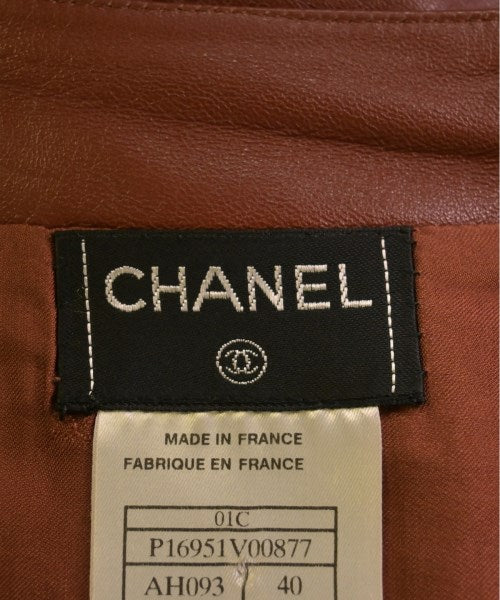 CHANEL
MADE IN FRANCE
FABRIQUE EN FRANCE
01C
P16951V00877
AH093 40